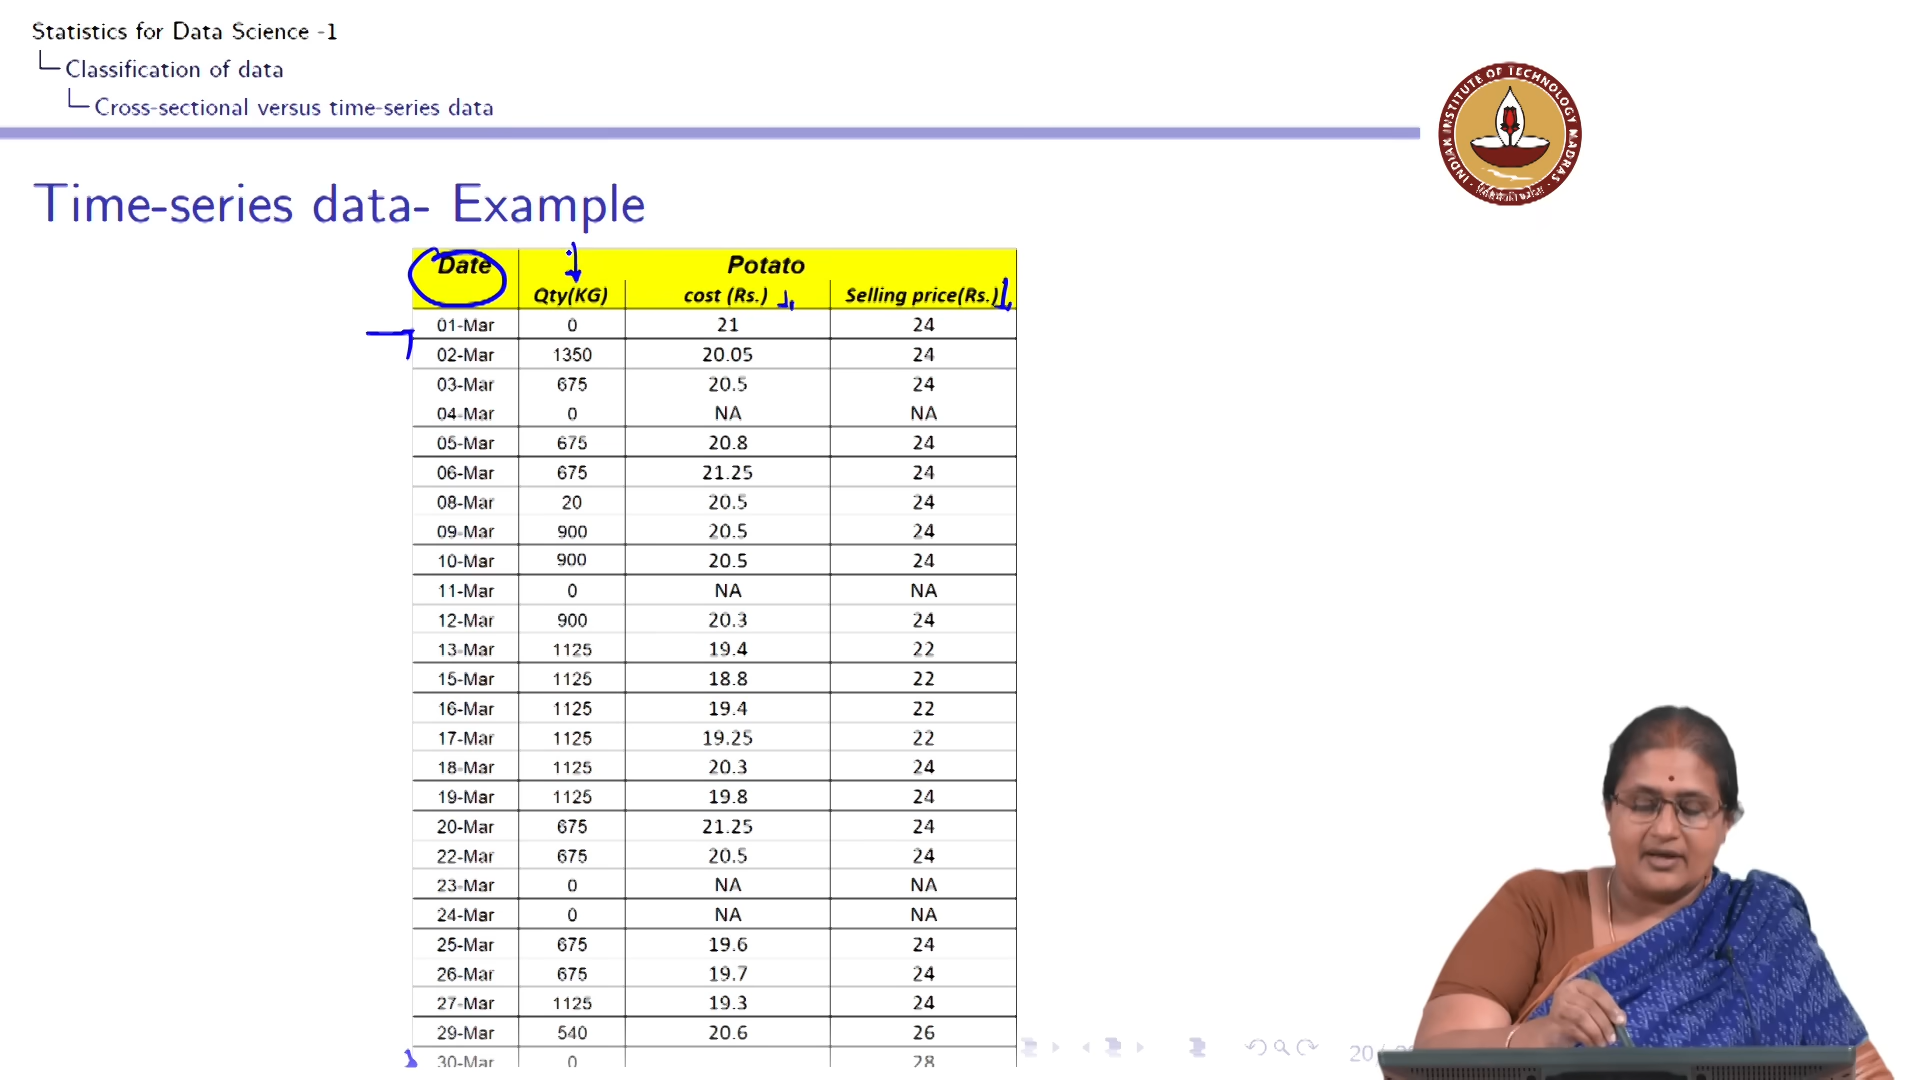 Statistics for Data Science -1
Classification of data
Cross-sectional versus time-series data
INDIAN INSTITUTE OF TECHNOLOGY MADRAS
Time-series data- Example
Date Potato
Qty(KG) cost (Rs.) Selling price(Rs.)
01-Mar 0 21 24
02-Mar 1350 20.05 24
03-Mar 675 20.5 24
04-Mar 0 NA NA
05-Mar 675 20.8 24
06-Mar 675 21.25 24
08-Mar 20 20.5 24
09-Mar 900 20.5 24
10-Mar 900 20.5 24
11-Mar 0 NA NA
12-Mar 900 20.3 24
13-Mar 1125 19.4 22
15-Mar 1125 18.8 22
16-Mar 1125 19.4 22
17-Mar 1125 19.25 22
18-Mar 1125 20.3 24
19-Mar 1125 19.8 24
20-Mar 675 21.25 24
22-Mar 675 20.5 24
23-Mar 0 NA NA
24-Mar 0 NA NA
25-Mar 675 19.6 24
26-Mar 675 19.7 24
27-Mar 1125 19.3 24
29-Mar 540 20.6 26
30-Mar 0 28
20 /